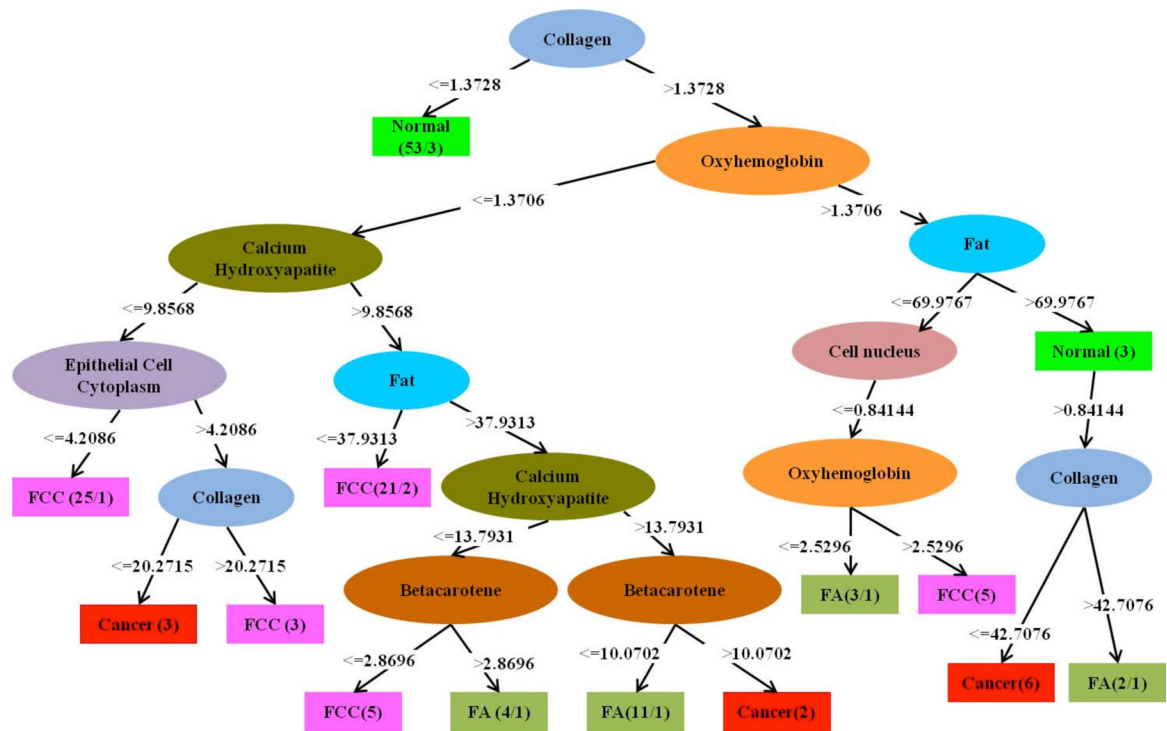 Collagen
<=1.3728
>1.3728
Normal
(53/3)
Oxyhemoglobin
<=1.3706
>1.3706
Calcium
Hydroxyapatite
Fat
<=9.8568
>9.8568
<=69.9767
>69.9767
Epithelial Cell
Cytoplasm
Fat
Cell nucleus
Normal (3)
<=4.2086
>4.2086
<=37.9313
>37.9313
<=0.84144
>0.84144
FCC (25/1)
Collagen
FCC(21/2)
Calcium
Hydroxyapatite
Oxyhemoglobin
Collagen
<=20.2715
>20.2715
<=13.7931
>13.7931
<=2.5296
>2.5296
Cancer (3)
FCC (3)
Betacarotene
Betacarotene
FA(3/1)
FCC(5)
<=42.7076
>42.7076
<=2.8696
>2.8696
<=10.0702
>10.0702
Cancer(6)
FA(2/1)
FCC(5)
FA (4/1)
FA(11/1)
Cancer(2)